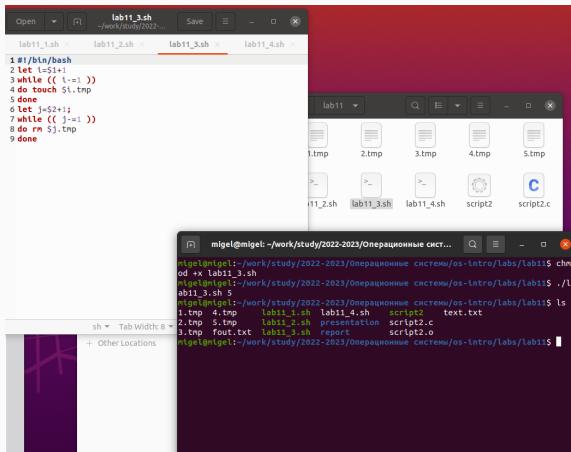 Open
lab11_3.sh
~/work/study/2022-...
Save
lab11_1.sh × lab11_2.sh × lab11_3.sh × lab11_4.sh ×
1 #!/bin/bash
2 let i=$1+1
3 while (( i-=1 ))
4 do touch $i.tmp
5 done
6 let j=$2+1;
7 while (( j-=1 ))
8 do rm $j.tmp
9 done
sh Tab Width: 8
lab11
1.tmp 2.tmp 3.tmp 4.tmp 5.tmp
11_2.sh lab11_3.sh lab11_4.sh script2 script2.c
+ Other Locations
migel@migel: ~/work/study/2022-2023/Операционные сист...
migel@migel:~/work/study/2022-2023/Операционные системы/os-intro/labs/lab11$ chm
od +x lab11_3.sh
migel@migel:~/work/study/2022-2023/Операционные системы/os-intro/labs/lab11$ ./l
ab11_3.sh 5
migel@migel:~/work/study/2022-2023/Операционные системы/os-intro/labs/lab11$ ls
1.tmp 4.tmp lab11_1.sh lab11_4.sh script2 text.txt
2.tmp 5.tmp lab11_2.sh presentation script2.c
3.tmp fout.txt lab11_3.sh report script2.o
migel@migel:~/work/study/2022-2023/Операционные системы/os-intro/labs/lab11$